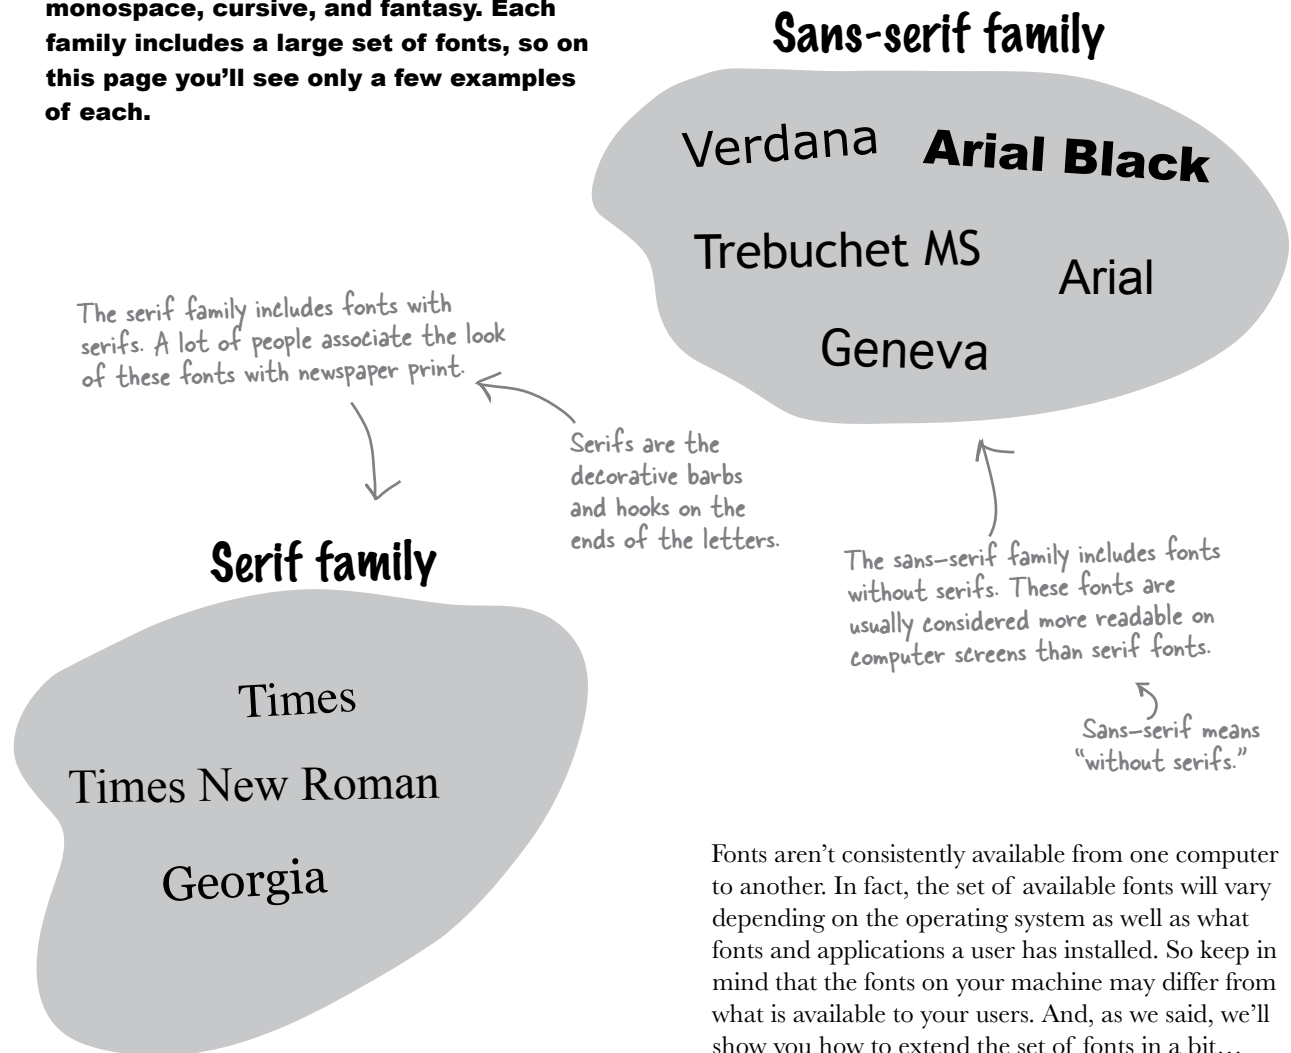 monospace, cursive, and fantasy. Each
family includes a large set of fonts, so on
this page you'll see only a few examples
of each.
Sans-serif family
Verdana
Arial Black
Trebuchet MS
Arial
Geneva
The serif family includes fonts with
serifs. A lot of people associate the look
of these fonts with newspaper print.
Serifs are the
decorative barbs
and hooks on the
ends of the letters.
The sans-serif family includes fonts
without serifs. These fonts are
usually considered more readable on
computer screens than serif fonts.
Sans-serif means
“without serifs.”
Serif family
Times
Times New Roman
Georgia
Fonts aren't consistently available from one computer
to another. In fact, the set of available fonts will vary
depending on the operating system as well as what
fonts and applications a user has installed. So keep in
mind that the fonts on your machine may differ from
what is available to your users. And, as we said, we'll
show you how to extend the set of fonts in a bit...